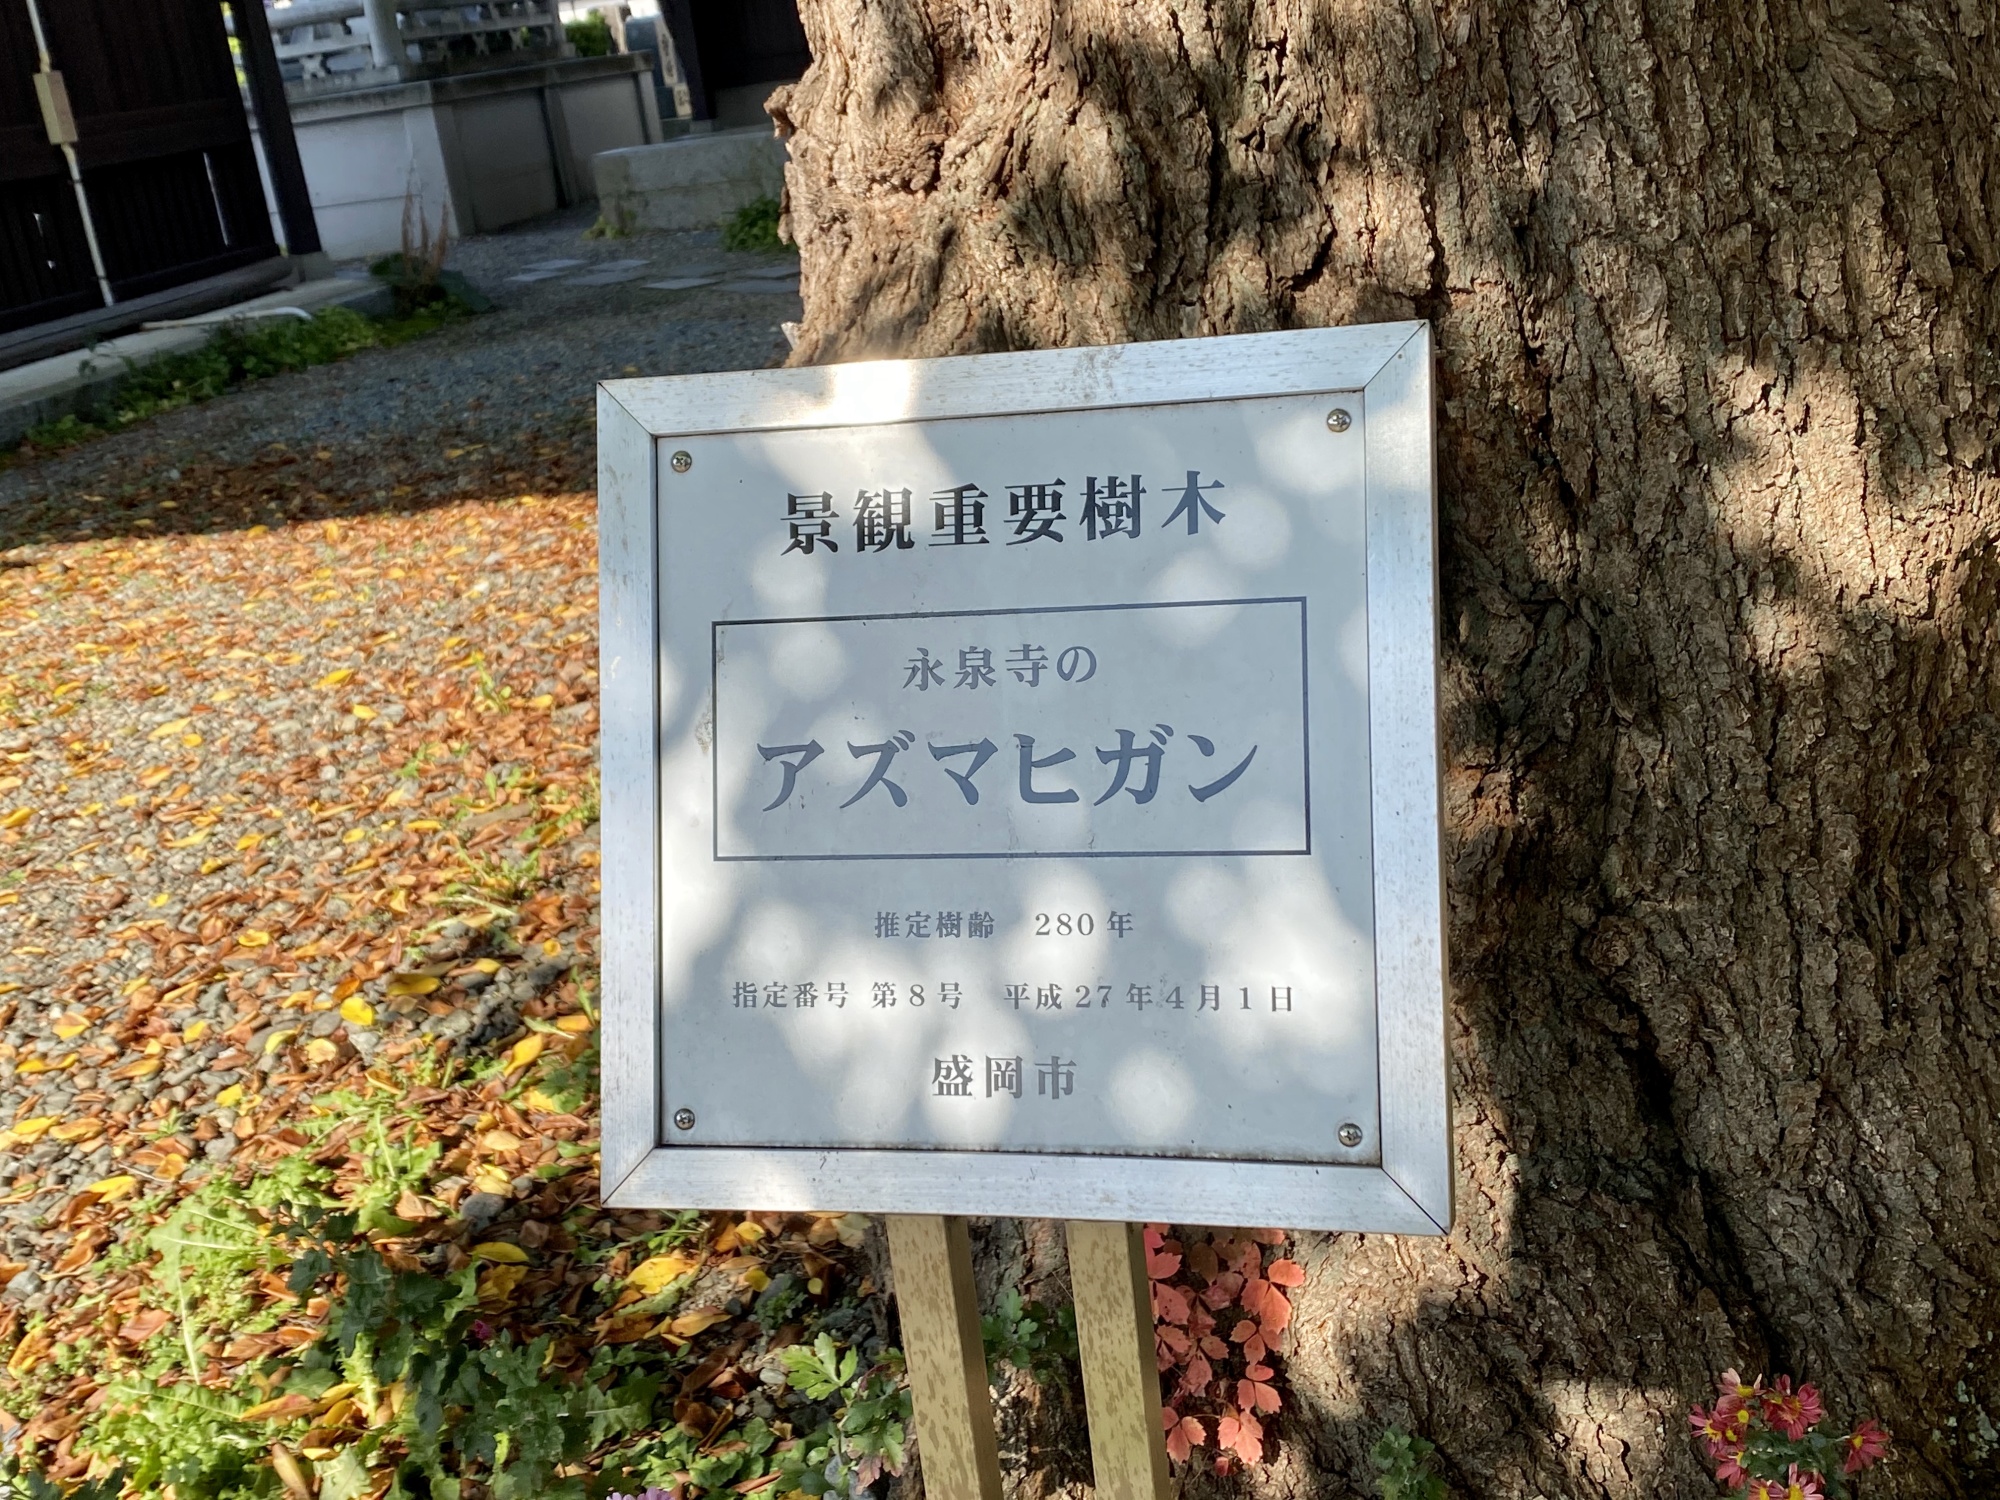 景観重要樹木
永泉寺の
アズマヒガン
推定樹齢 280年
指定番号 第8号 平成27年4月1日
盛岡市